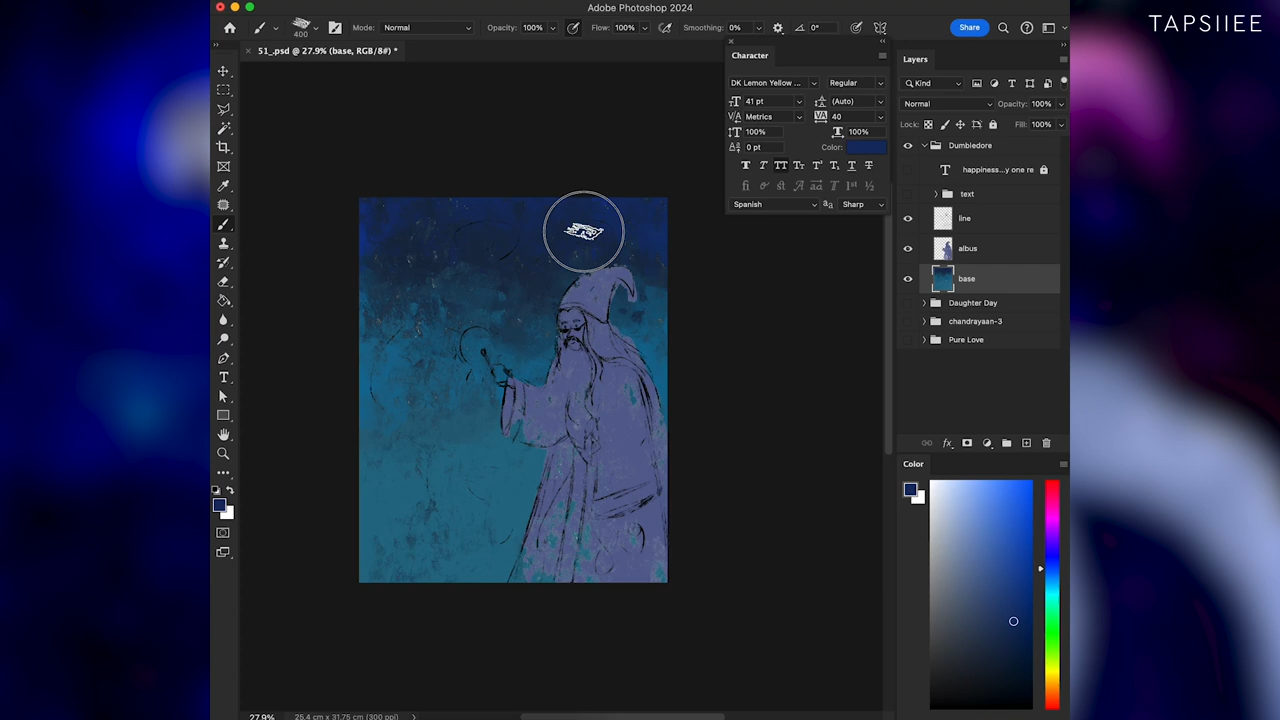 Adobe Photoshop 2024
TAPSIIEE
400
Mode: Normal
Opacity: 100%
Flow: 100%
Smoothing: 0%
0°
Share
51_.psd @ 27.9% (base, RGB/8#) *
Character
DK Lemon Yellow ...
Regular
41 pt
(Auto)
Metrics
40
100%
100%
0 pt
Color:
Spanish
Sharp
Layers
Kind
Normal
Opacity: 100%
Lock:
Fill: 100%
Dumbledore
happiness...y one re
text
line
albus
base
Daughter Day
chandrayaan-3
Pure Love
Color
27.9%
25.4 cm x 31.75 cm (300 ppi)